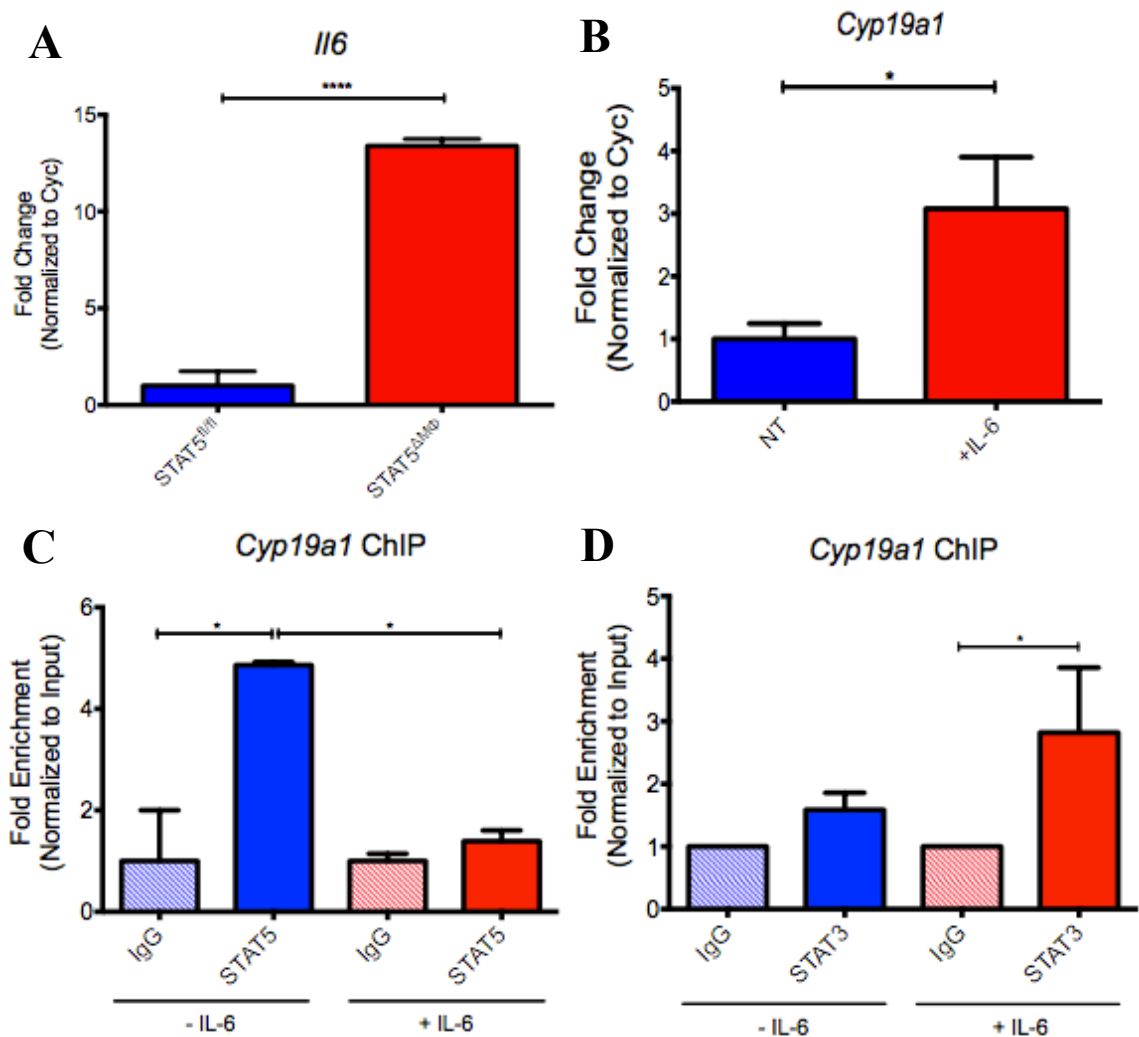 A
Il6
****
Fold Change
(Normalized to Cyc)
15
10
5
0
STAT5fl/fl
STAT5ΔMΦ
B
Cyp19a1
*
Fold Change
(Normalized to Cyc)
5
4
3
2
1
0
NT
+IL-6
C
Cyp19a1 ChIP
*
*
Fold Enrichment
(Normalized to Input)
6
4
2
0
IgG
STAT5
IgG
STAT5
- IL-6
+ IL-6
D
Cyp19a1 ChIP
*
Fold Enrichment
(Normalized to Input)
5
4
3
2
1
0
IgG
STAT3
IgG
STAT3
- IL-6
+ IL-6